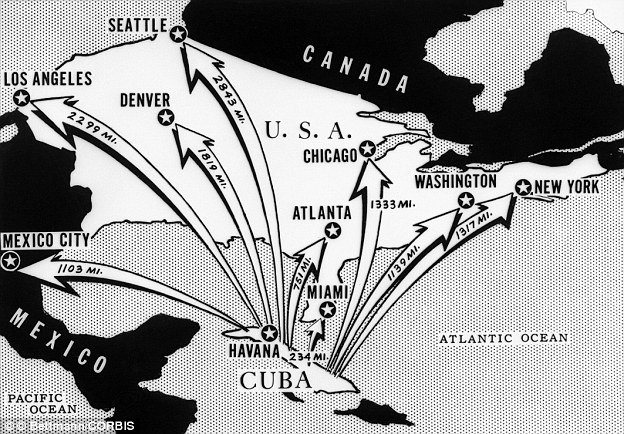 SEATTLE
CANADA
LOS ANGELES
2843 MI.
DENVER
2299 MI.
U. S. A.
1819 MI.
CHICAGO
WASHINGTON
NEW YORK
1333 MI.
ATLANTA
1317 MI.
MEXICO CITY
1139 MI.
1103 MI.
751 MI.
MIAMI
MEXICO
HAVANA
234 MI.
ATLANTIC OCEAN
CUBA
PACIFIC
OCEAN
© Bettmann CORBIS